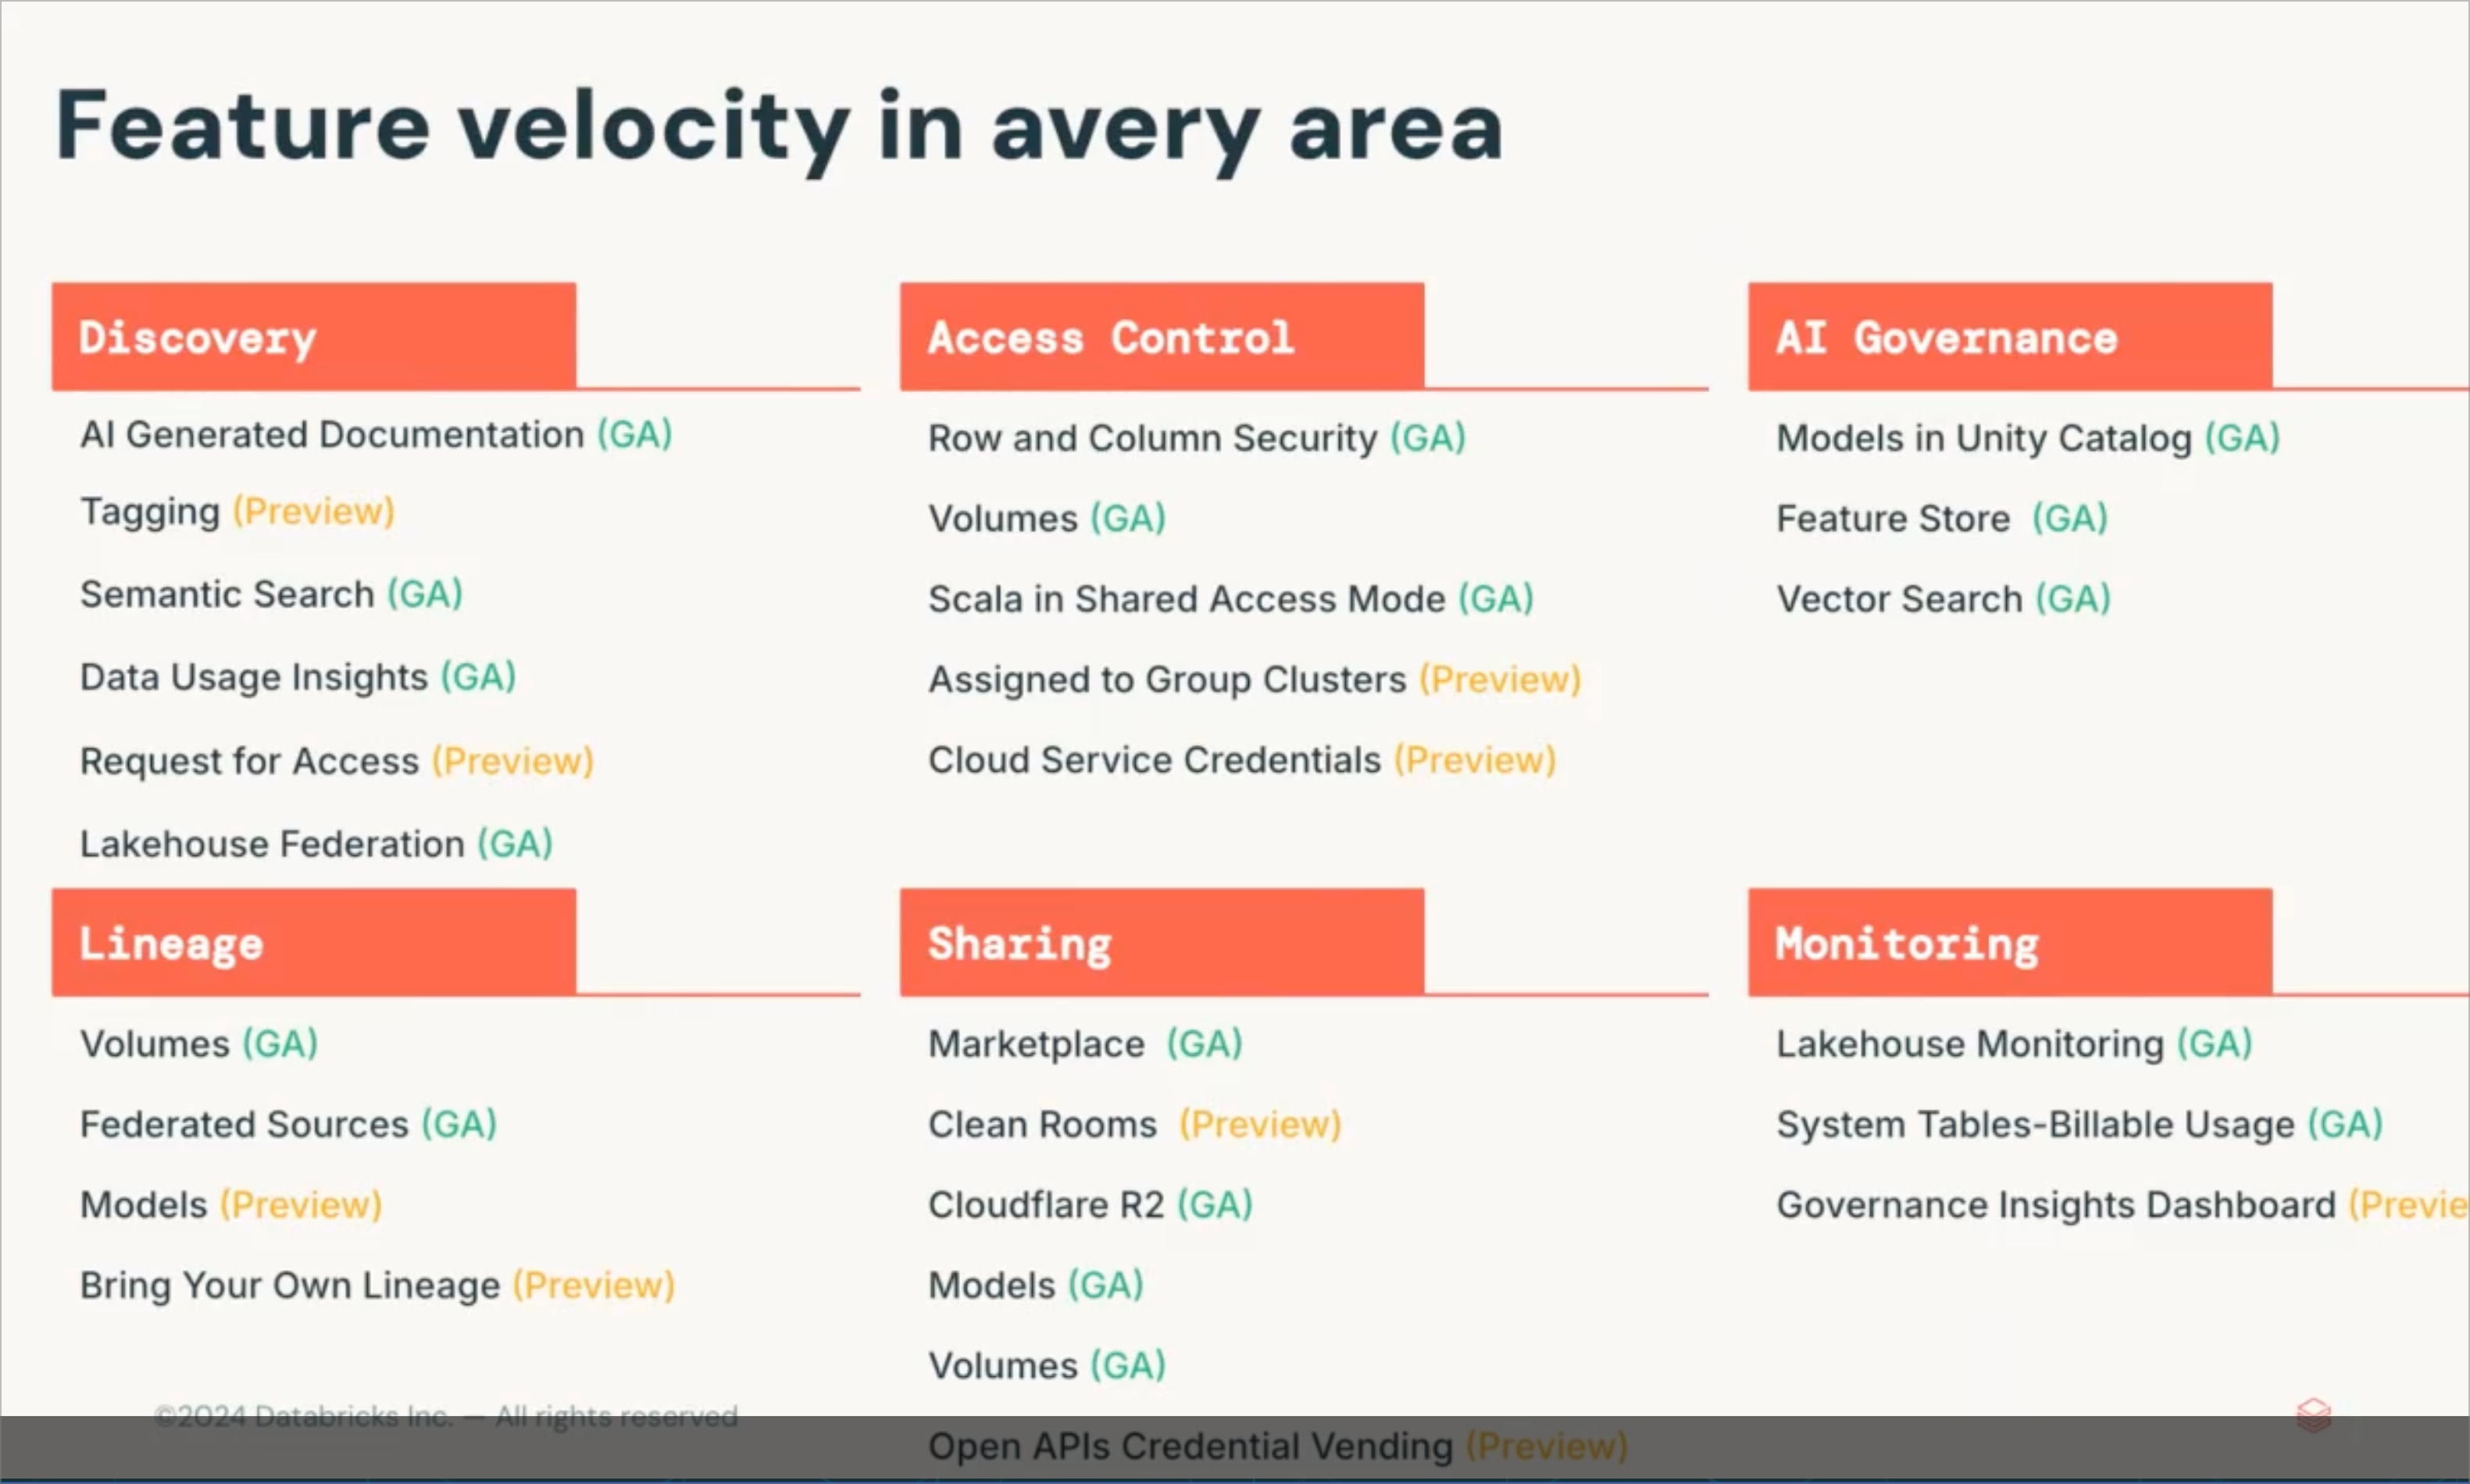 Feature velocity in avery area
Discovery
AI Generated Documentation (GA)
Tagging (Preview)
Semantic Search (GA)
Data Usage Insights (GA)
Request for Access (Preview)
Lakehouse Federation (GA)
Access Control
Row and Column Security (GA)
Volumes (GA)
Scala in Shared Access Mode (GA)
Assigned to Group Clusters (Preview)
Cloud Service Credentials (Preview)
AI Governance
Models in Unity Catalog (GA)
Feature Store (GA)
Vector Search (GA)
Lineage
Volumes (GA)
Federated Sources (GA)
Models (Preview)
Bring Your Own Lineage (Preview)
Sharing
Marketplace (GA)
Clean Rooms (Preview)
Cloudflare R2 (GA)
Models (GA)
Volumes (GA)
Open APIs Credential Vending (Preview)
Monitoring
Lakehouse Monitoring (GA)
System Tables-Billable Usage (GA)
Governance Insights Dashboard (Previe
©2024 Databricks Inc. — All rights reserved